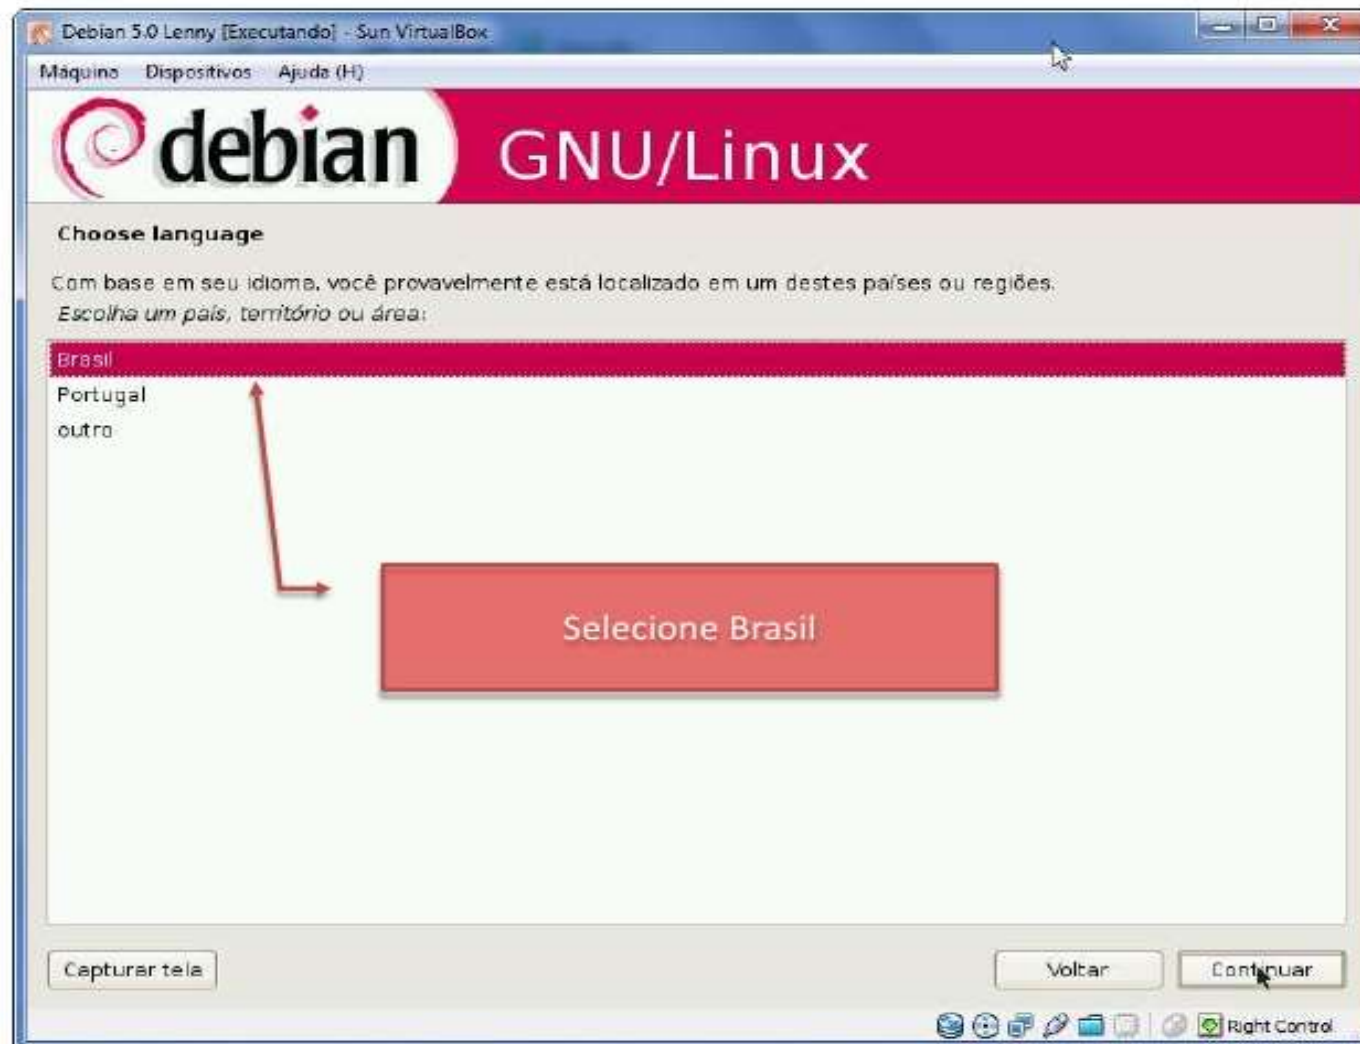 Debian 5.0 Lenny [Executando] - Sun VirtualBox
Máquina Dispositivos Ajuda (H)
debian GNU/Linux
Choose language
Com base em seu idioma, você provavelmente está localizado em um destes países ou regiões.
Escolha um país, território ou área:
Brasil
Portugal
outro
Selecione Brasil
Capturar tela Voltar Continuar
Right Control